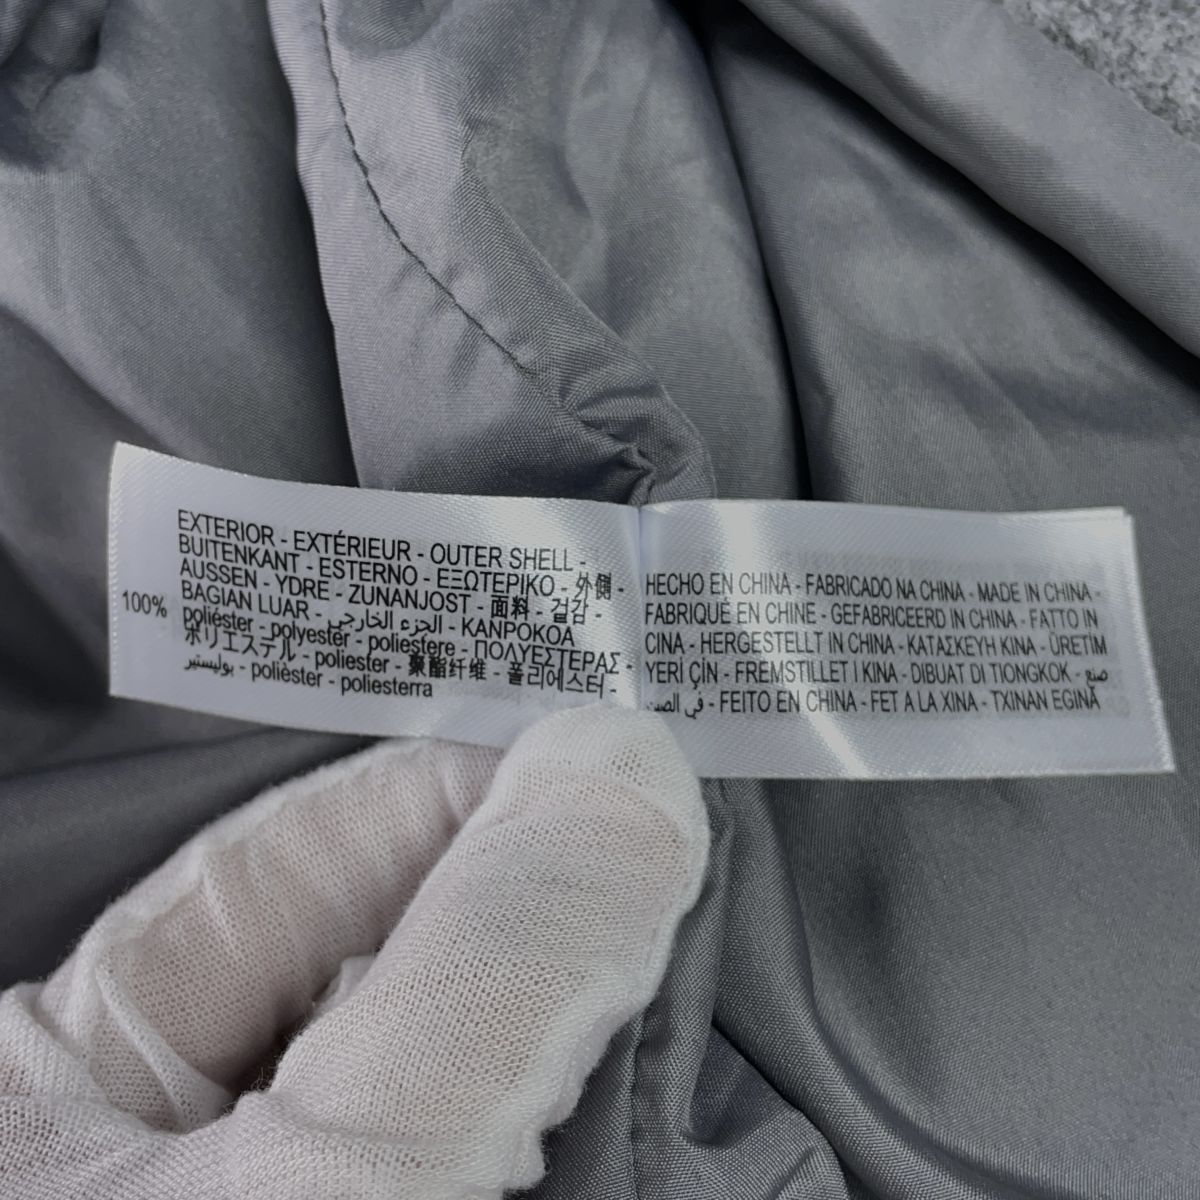 EXTERIOR - EXTÉRIEUR - OUTER SHELL -
BUITENKANT - ESTERNO - ΕΞΩΤΕΡΙΚΟ - 外側 -
AUSSEN - YDRE - ZUNANJOST - 面料 - 겉감 -
BAGIAN LUAR - الجزء الخارجي - KANPOKOA
100% poliéster - polyester - poliestere - ΠΟΛΥΕΣΤΕΡΑΣ -
ポリエステル - poliester - 聚酯纤维 - 폴리에스터 -
بوليستير - polièster - poliesterra
HECHO EN CHINA - FABRICADO NA CHINA - MADE IN CHINA -
FABRIQUÉ EN CHINE - GEFABRICEERD IN CHINA - FATTO IN
CINA - HERGESTELLT IN CHINA - ΚΑΤΑΣΚΕΥΗ ΚΙΝΑ - ÜRETİM
YERİ ÇİN - FREMSTILLET I KINA - DIBUAT DI TIONGKOK - صنع
في الصين - FEITO EN CHINA - FET A LA XINA - TXINAN EGINA